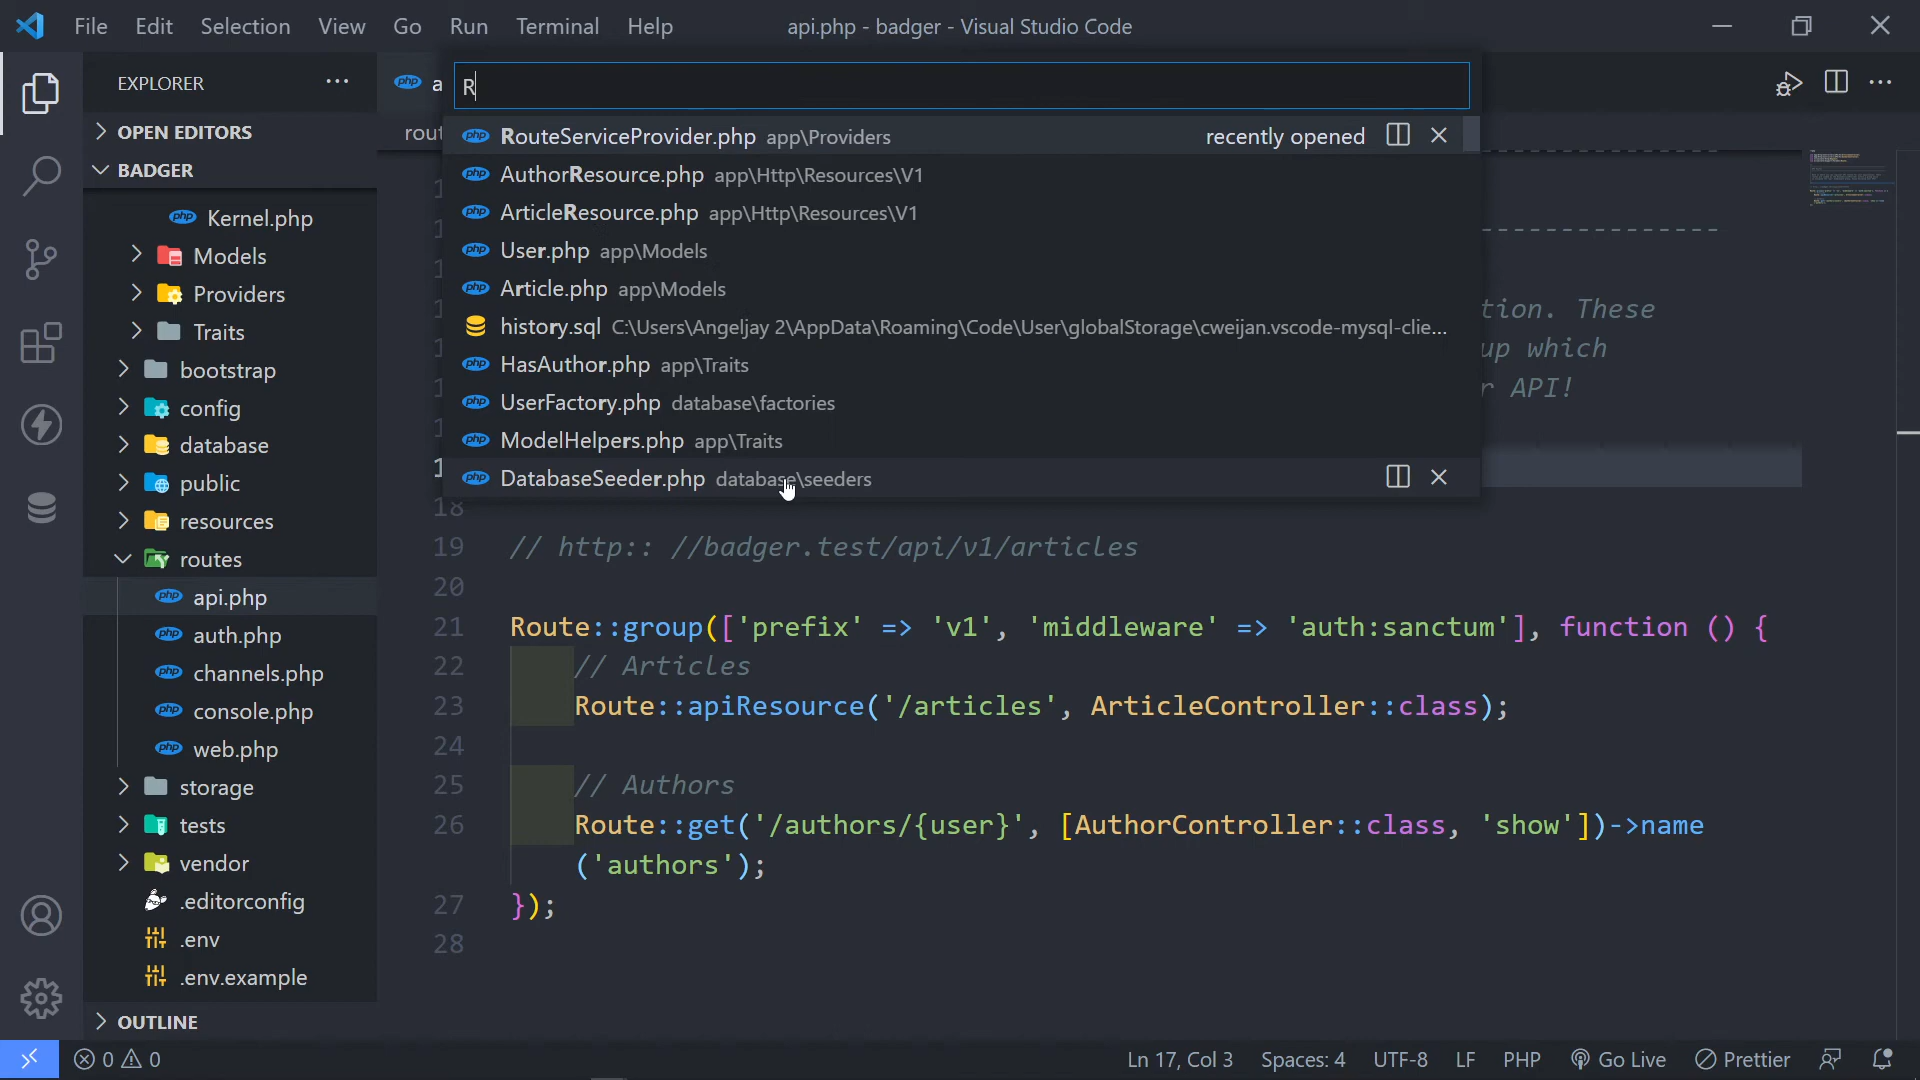 File Edit Selection View Go Run Terminal Help
api.php - badger - Visual Studio Code
EXPLORER
OPEN EDITORS
BADGER
Kernel.php
Models
Providers
Traits
bootstrap
config
database
public
resources
routes
api.php
auth.php
channels.php
console.php
web.php
storage
tests
vendor
.editorconfig
.env
.env.example
OUTLINE
php a
rout
R
RouteServiceProvider.php app\Providers recently opened
AuthorResource.php app\Http\Resources\V1
ArticleResource.php app\Http\Resources\V1
User.php app\Models
Article.php app\Models
history.sql C:\Users\Angeljay 2\AppData\Roaming\Code\User\globalStorage\cweijan.vscode-mysql-clie...
HasAuthor.php app\Traits
UserFactory.php database\factories
ModelHelpers.php app\Traits
DatabaseSeeder.php database\seeders
tion. These
up which
r API!
18
19 // http:: //badger.test/api/v1/articles
20
21 Route::group(['prefix' => 'v1', 'middleware' => 'auth:sanctum'], function () {
22 // Articles
23 Route::apiResource('/articles', ArticleController::class);
24
25 // Authors
26 Route::get('/authors/{user}', [AuthorController::class, 'show'])->name
('authors');
27 });
28
0 0
Ln 17, Col 3 Spaces: 4 UTF-8 LF PHP Go Live Prettier